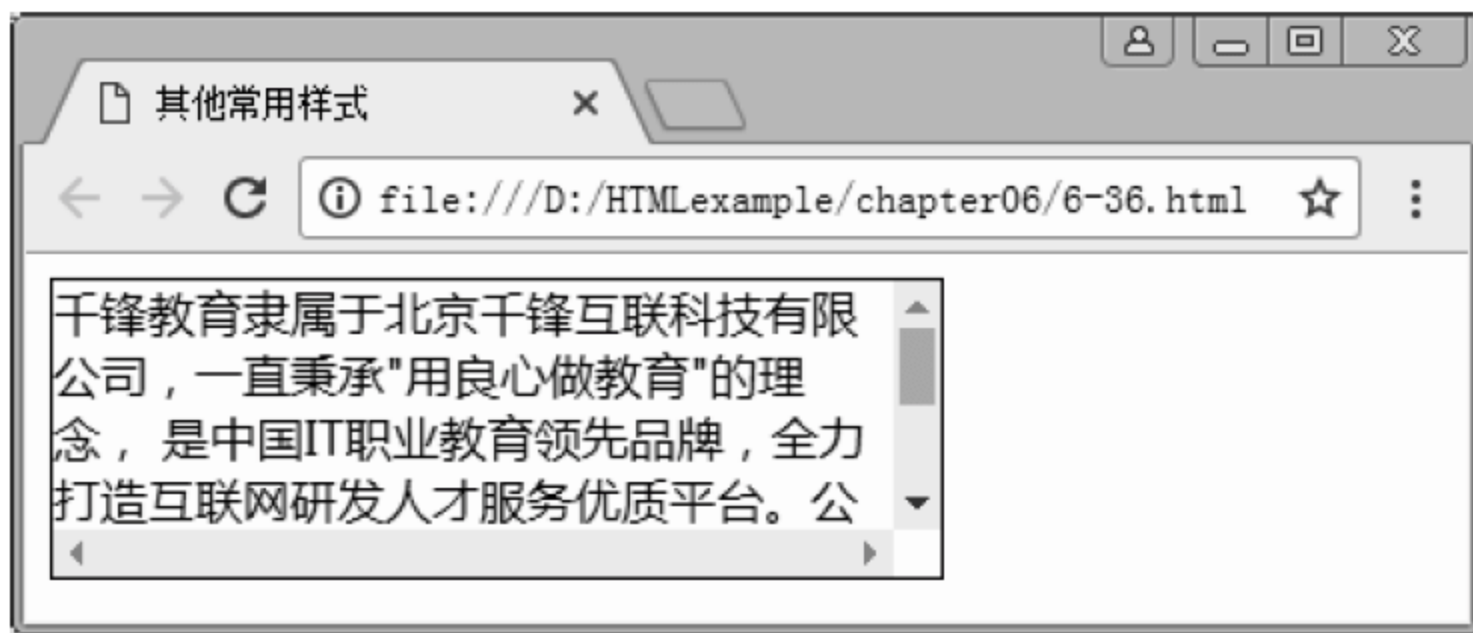 其他常用样式
file:///D:/HTMLexample/chapter06/6-36.html
千锋教育隶属于北京千锋互联科技有限
公司，一直秉承"用良心做教育"的理
念， 是中国IT职业教育领先品牌，全力
打造互联网研发人才服务优质平台。公